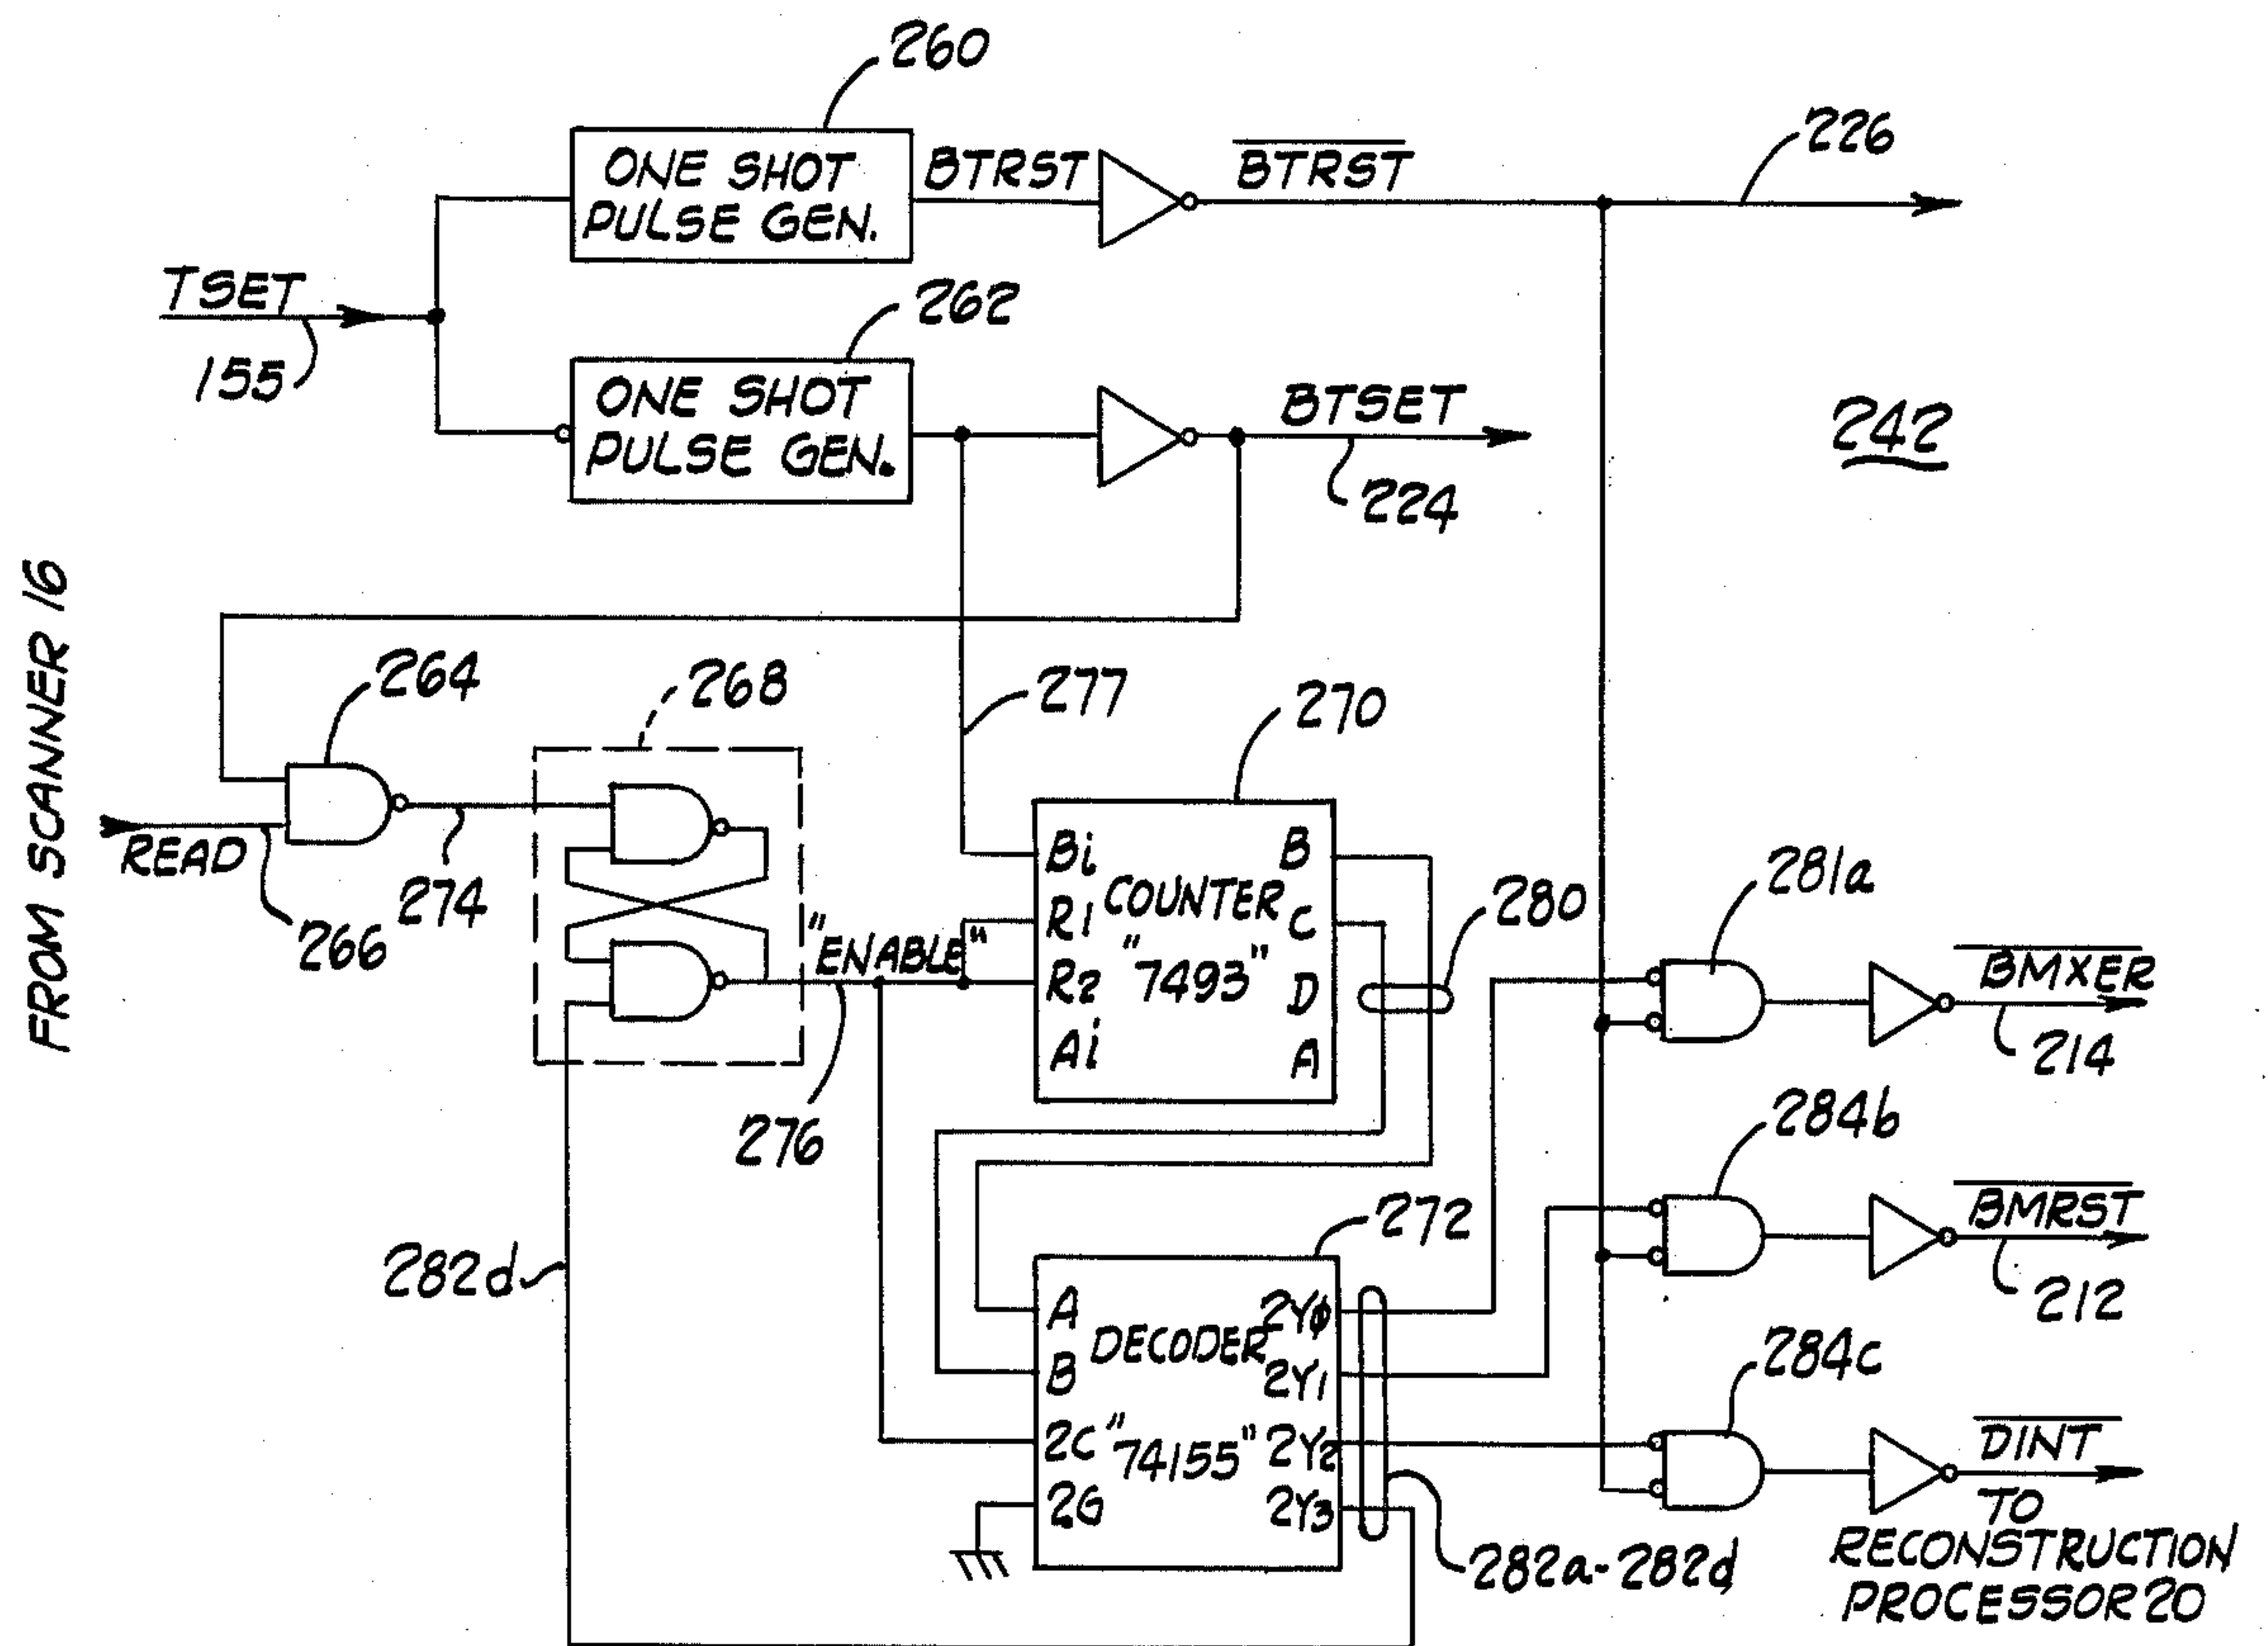 260
ONE SHOT
PULSE GEN.
BTRST
BTRST
226
TSET
155
262
ONE SHOT
PULSE GEN.
BTSET
224
242
FROM SCANNER 16
264
READ
266
274
268
"ENABLE"
276
277
270
Bi
R1
R2
Ai
COUNTER
"7493"
B
C
D
A
280
281a
BMXER
214
284b
BMRST
212
284c
DINT
TO
RECONSTRUCTION
PROCESSOR 20
282d
272
A
B
2C
2G
DECODER
"74155"
2Yφ
2Y1
2Y2
2Y3
282a-282d